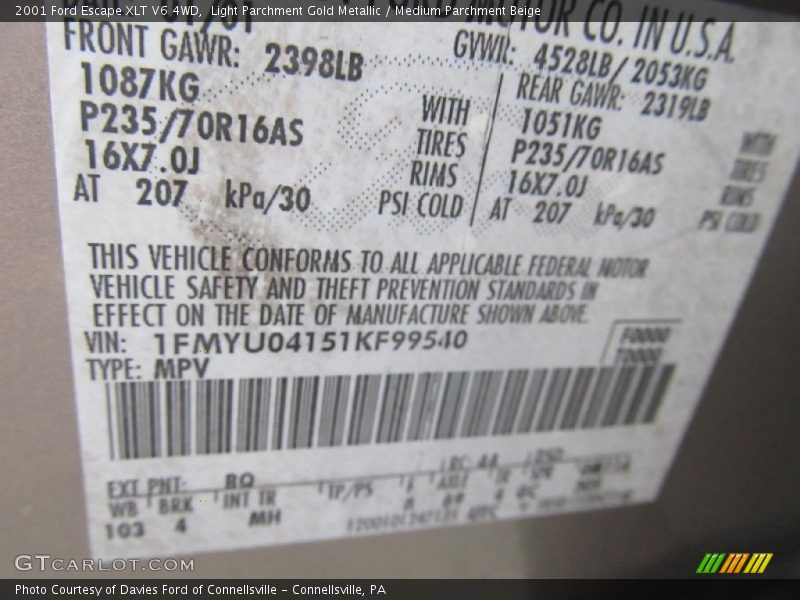 2001 Ford Escape XLT V6 4WD, Light Parchment Gold Metallic / Medium Parchment Beige
MOTOR CO. IN U.S.A.
FRONT GAWR: 2398LB
1087KG
P235/70R16AS
16X7.0J
AT 207 kPa/30
WITH
TIRES
RIMS
PSI COLD
GVWR: 4528LB/2053KG
REAR GAWR: 2319LB
1051KG
P235/70R16AS
16X7.0J
AT 207 kPa/30
WITH
TIRES
RIMS
PSI COLD
THIS VEHICLE CONFORMS TO ALL APPLICABLE FEDERAL MOTOR
VEHICLE SAFETY AND THEFT PREVENTION STANDARDS IN
EFFECT ON THE DATE OF MANUFACTURE SHOWN ABOVE.
VIN: 1FMYU04151KF99540
F0000
T0000
TYPE: MPV
EXT PNT: BQ
WB BRK INT TR TP/PS
103 4 MH
GTCARLOT.COM
Photo Courtesy of Davies Ford of Connellsville – Connellsville, PA